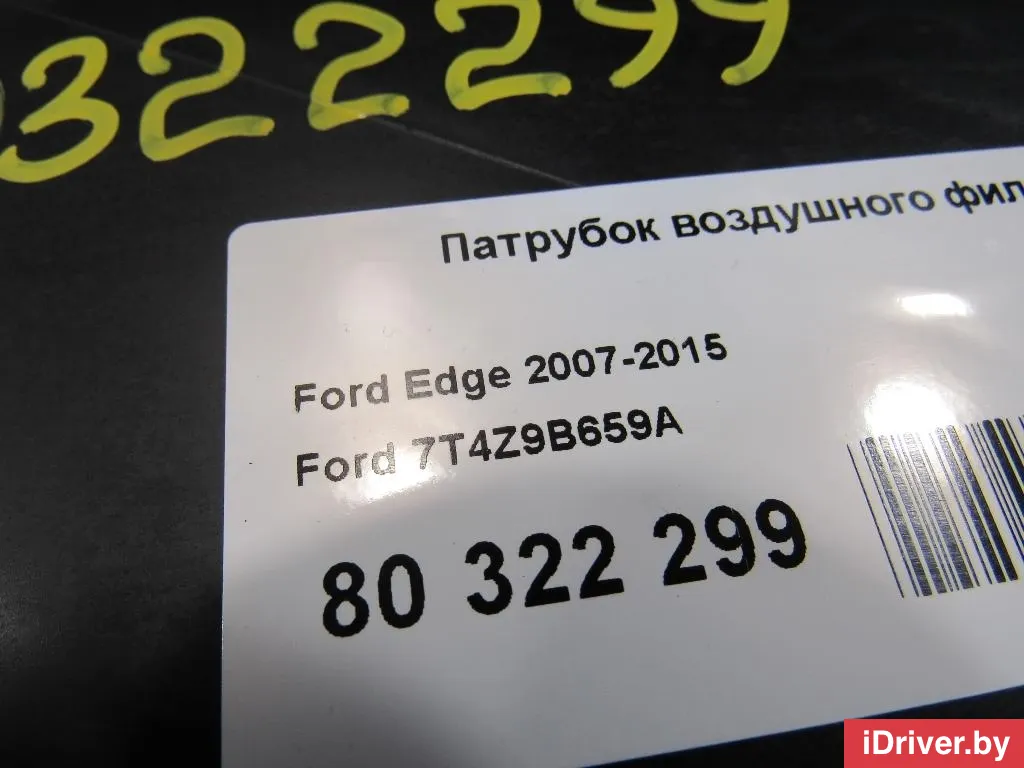 322299
Патрубок воздушного фил
Ford Edge 2007-2015
Ford 7T4Z9B659A
80 322 299
iDriver.by